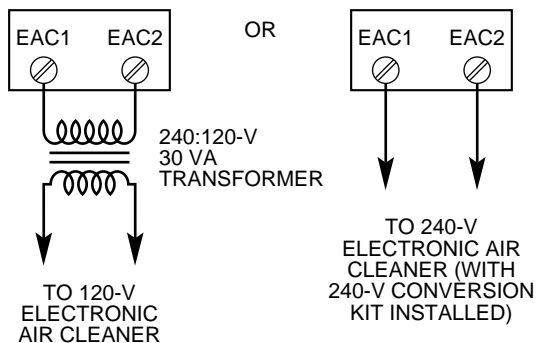 EAC1 EAC2
OR
EAC1 EAC2
240:120-V
30 VA
TRANSFORMER
TO 120-V
ELECTRONIC
AIR CLEANER
TO 240-V
ELECTRONIC AIR
CLEANER (WITH
240-V CONVERSION
KIT INSTALLED)